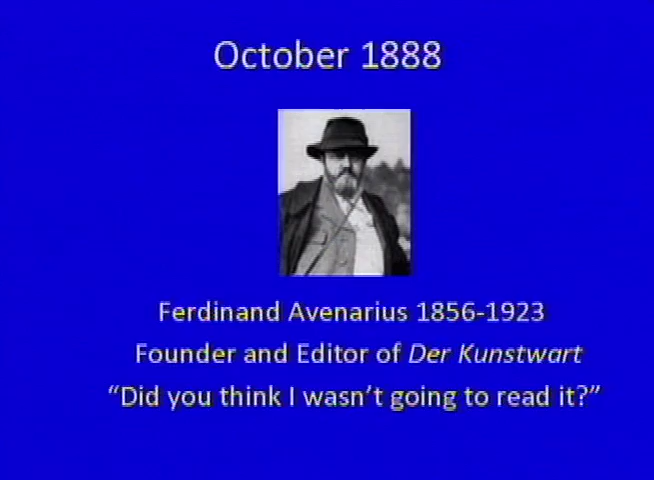 October 1888
Ferdinand Avenarius 1856-1923
Founder and Editor of Der Kunstwart
“Did you think I wasn’t going to read it?”